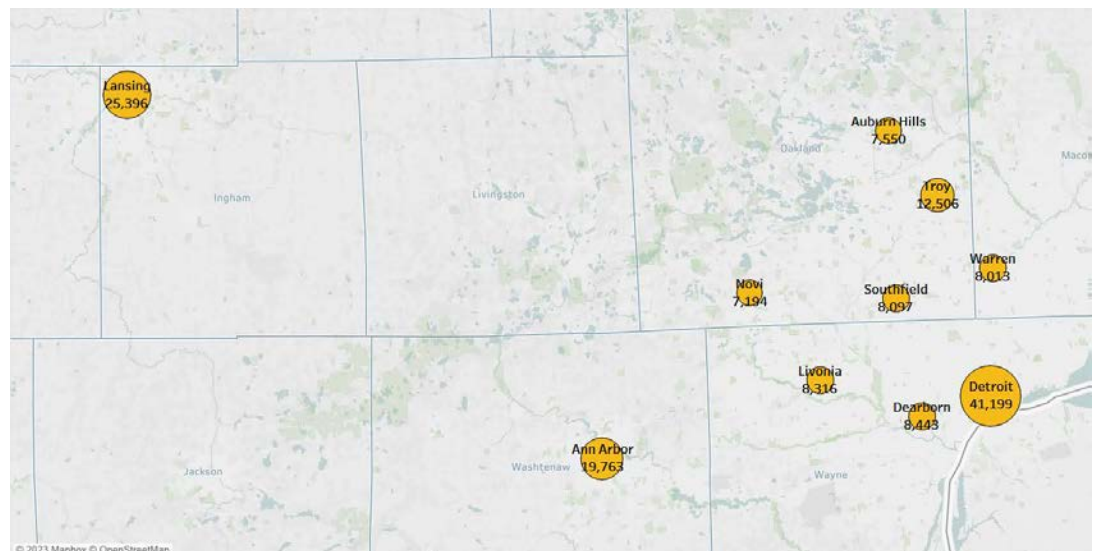 Lansing
25,396
Auburn Hills
7,550
Oakland
Macom
Troy
12,506
Ingham
Livingston
Warren
8,013
Novi
7,194
Southfield
8,097
Livonia
8,316
Detroit
41,199
Dearborn
8,443
Ann Arbor
19,763
Jackson
Washtenaw
Wayne
© 2023 Mapbox © OpenStreetMap